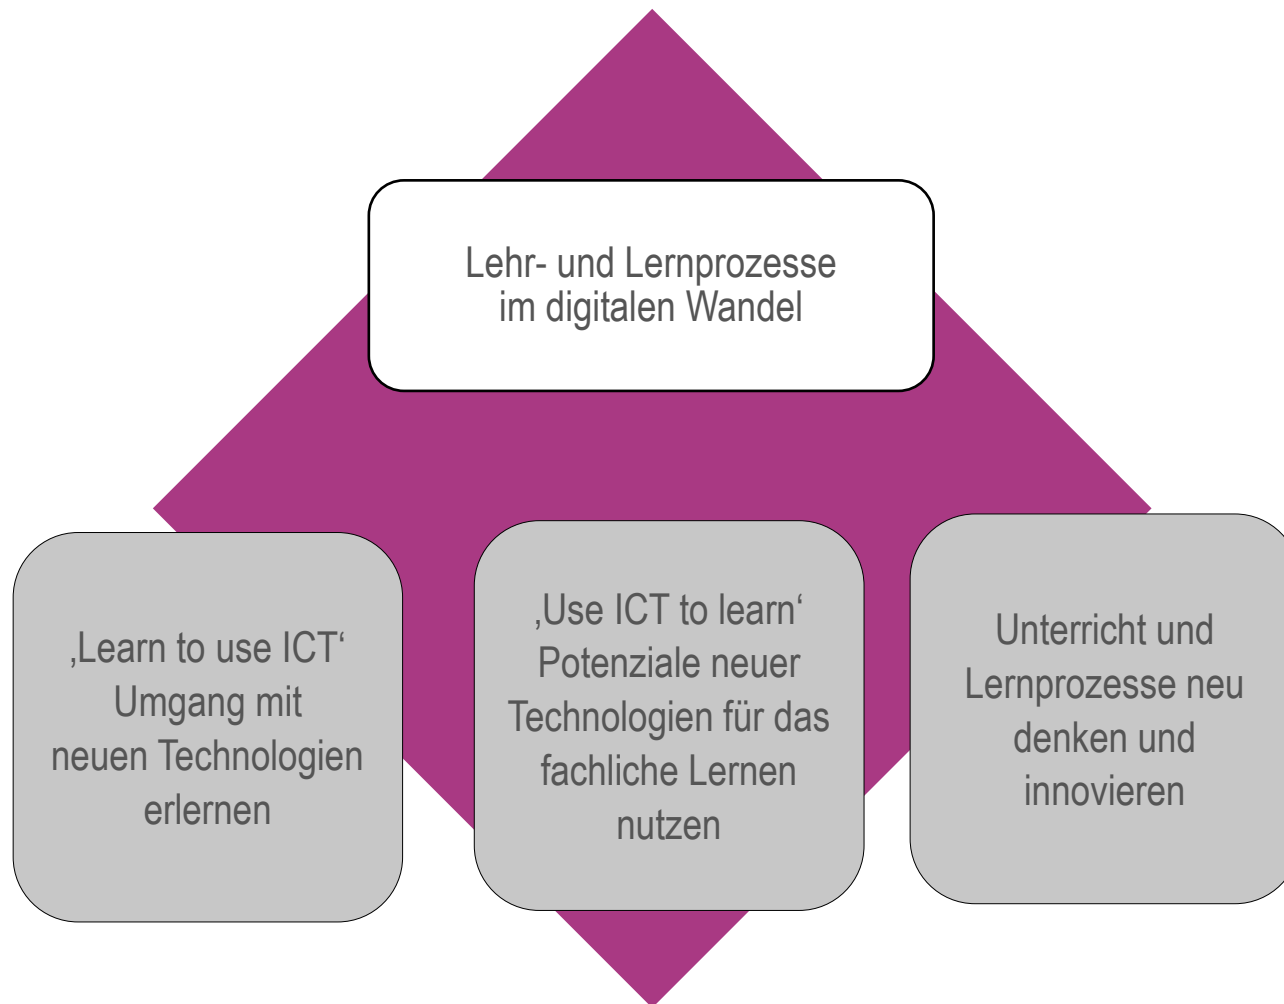 Lehr- und Lernprozesse
im digitalen Wandel
‚Learn to use ICT‘
Umgang mit
neuen Technologien
erlernen
‚Use ICT to learn‘
Potenziale neuer
Technologien für das
fachliche Lernen
nutzen
Unterricht und
Lernprozesse neu
denken und
innovieren